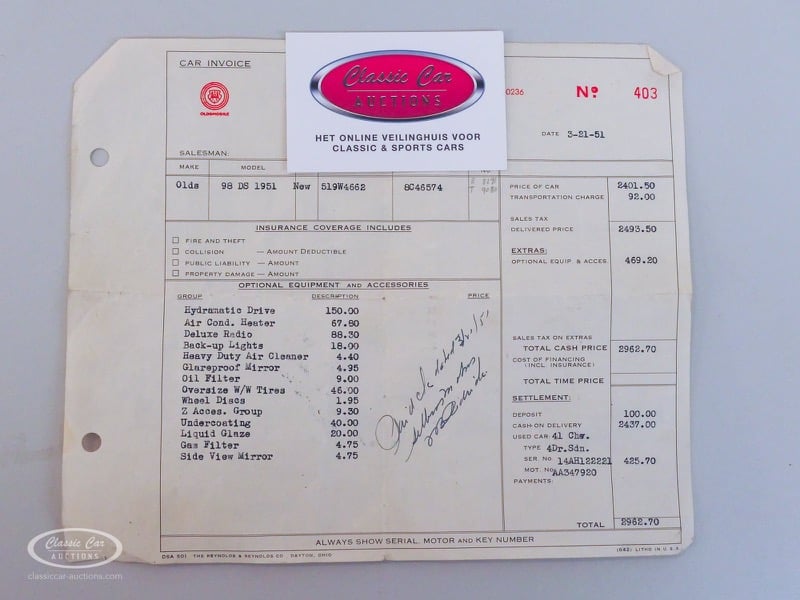 CAR INVOICE
OLDSMOBILE
SALESMAN:
Classic Car
AUCTIONS
HET ONLINE VEILINGHUIS VOOR
CLASSIC & SPORTS CARS
0236 No 403
DATE 3-21-51
MAKE MODEL
Olds 98 DS 1951 New 519W4662 8C46574
PRICE OF CAR 2401.50
TRANSPORTATION CHARGE 92.00
SALES TAX
DELIVERED PRICE 2493.50
EXTRAS:
OPTIONAL EQUIP & ACCES. 469.20
INSURANCE COVERAGE INCLUDES
FIRE AND THEFT
COLLISION — AMOUNT DEDUCTIBLE
PUBLIC LIABILITY — AMOUNT
PROPERTY DAMAGE — AMOUNT
OPTIONAL EQUIPMENT AND ACCESSORIES
GROUP DESCRIPTION PRICE
Hydramatic Drive 150.00
Air Cond. Heater 67.80
Deluxe Radio 88.30
Back-up Lights 18.00
Heavy Duty Air Cleaner 4.40
Glareproof Mirror 4.95
Oil Filter 9.00
Oversize W/W Tires 46.00
Wheel Discs 1.95
Z Acces. Group 9.30
Undercoating 40.00
Liquid Glaze 20.00
Gas Filter 4.75
Side View Mirror 4.75
SALES TAX ON EXTRAS
TOTAL CASH PRICE 2962.70
COST OF FINANCING
(INCL. INSURANCE)
TOTAL TIME PRICE
SETTLEMENT:
DEPOSIT 100.00
CASH ON DELIVERY 2437.00
USED CAR: 41 Chv.
TYPE 4Dr.Sdn.
SER. NO. 14AH122221 425.70
MOT. NO. AA347920
PAYMENTS:
TOTAL 2962.70
ALWAYS SHOW SERIAL, MOTOR AND KEY NUMBER
DSA 501 THE REYNOLDS & REYNOLDS CO. DAYTON, OHIO
LITHO IN U.S.A.
Classic Car
AUCTIONS
classiccar-auctions.com